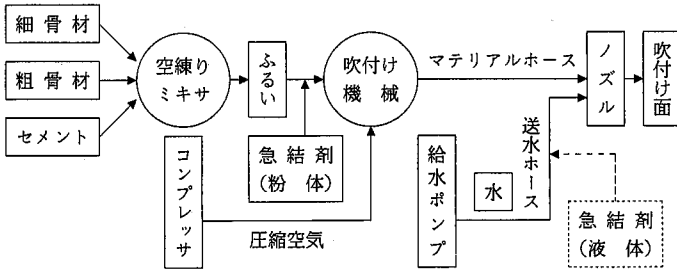 細骨材
粗骨材
セメント
空練り
ミキサ
ふるい
吹付け
機械
マテリアルホース
ノズル
吹付け面
急結剤
(粉体)
コンプレッサ
圧縮空気
給水ポンプ
水
送水ホース
急結剤
(液体)